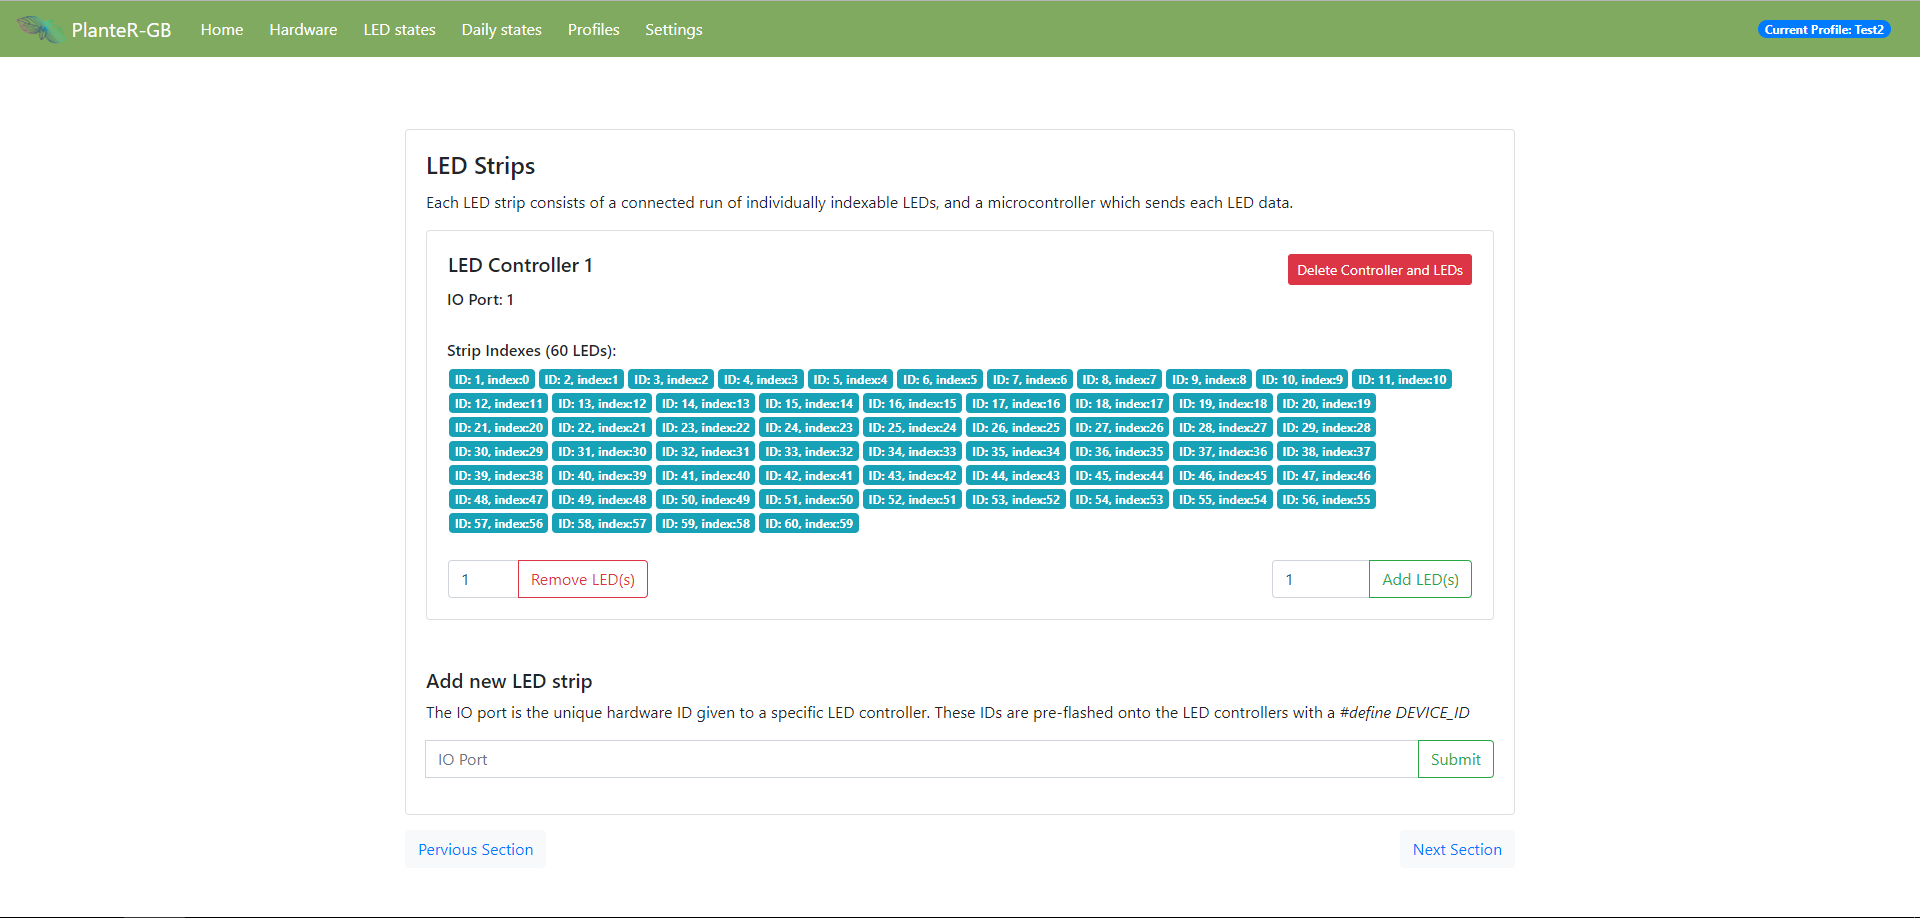 PlanteR-GB Home Hardware LED states Daily states Profiles Settings Current Profile: Test2
LED Strips
Each LED strip consists of a connected run of individually indexable LEDs, and a microcontroller which sends each LED data.
LED Controller 1 Delete Controller and LEDs
IO Port: 1
Strip Indexes (60 LEDs):
ID: 1, index:0 ID: 2, index:1 ID: 3, index:2 ID: 4, index:3 ID: 5, index:4 ID: 6, index:5 ID: 7, index:6 ID: 8, index:7 ID: 9, index:8 ID: 10, index:9 ID: 11, index:10
ID: 12, index:11 ID: 13, index:12 ID: 14, index:13 ID: 15, index:14 ID: 16, index:15 ID: 17, index:16 ID: 18, index:17 ID: 19, index:18 ID: 20, index:19
ID: 21, index:20 ID: 22, index:21 ID: 23, index:22 ID: 24, index:23 ID: 25, index:24 ID: 26, index:25 ID: 27, index:26 ID: 28, index:27 ID: 29, index:28
ID: 30, index:29 ID: 31, index:30 ID: 32, index:31 ID: 33, index:32 ID: 34, index:33 ID: 35, index:34 ID: 36, index:35 ID: 37, index:36 ID: 38, index:37
ID: 39, index:38 ID: 40, index:39 ID: 41, index:40 ID: 42, index:41 ID: 43, index:42 ID: 44, index:43 ID: 45, index:44 ID: 46, index:45 ID: 47, index:46
ID: 48, index:47 ID: 49, index:48 ID: 50, index:49 ID: 51, index:50 ID: 52, index:51 ID: 53, index:52 ID: 54, index:53 ID: 55, index:54 ID: 56, index:55
ID: 57, index:56 ID: 58, index:57 ID: 59, index:58 ID: 60, index:59
1 Remove LED(s) 1 Add LED(s)
Add new LED strip
The IO port is the unique hardware ID given to a specific LED controller. These IDs are pre-flashed onto the LED controllers with a #define DEVICE_ID
IO Port Submit
Pervious Section Next Section